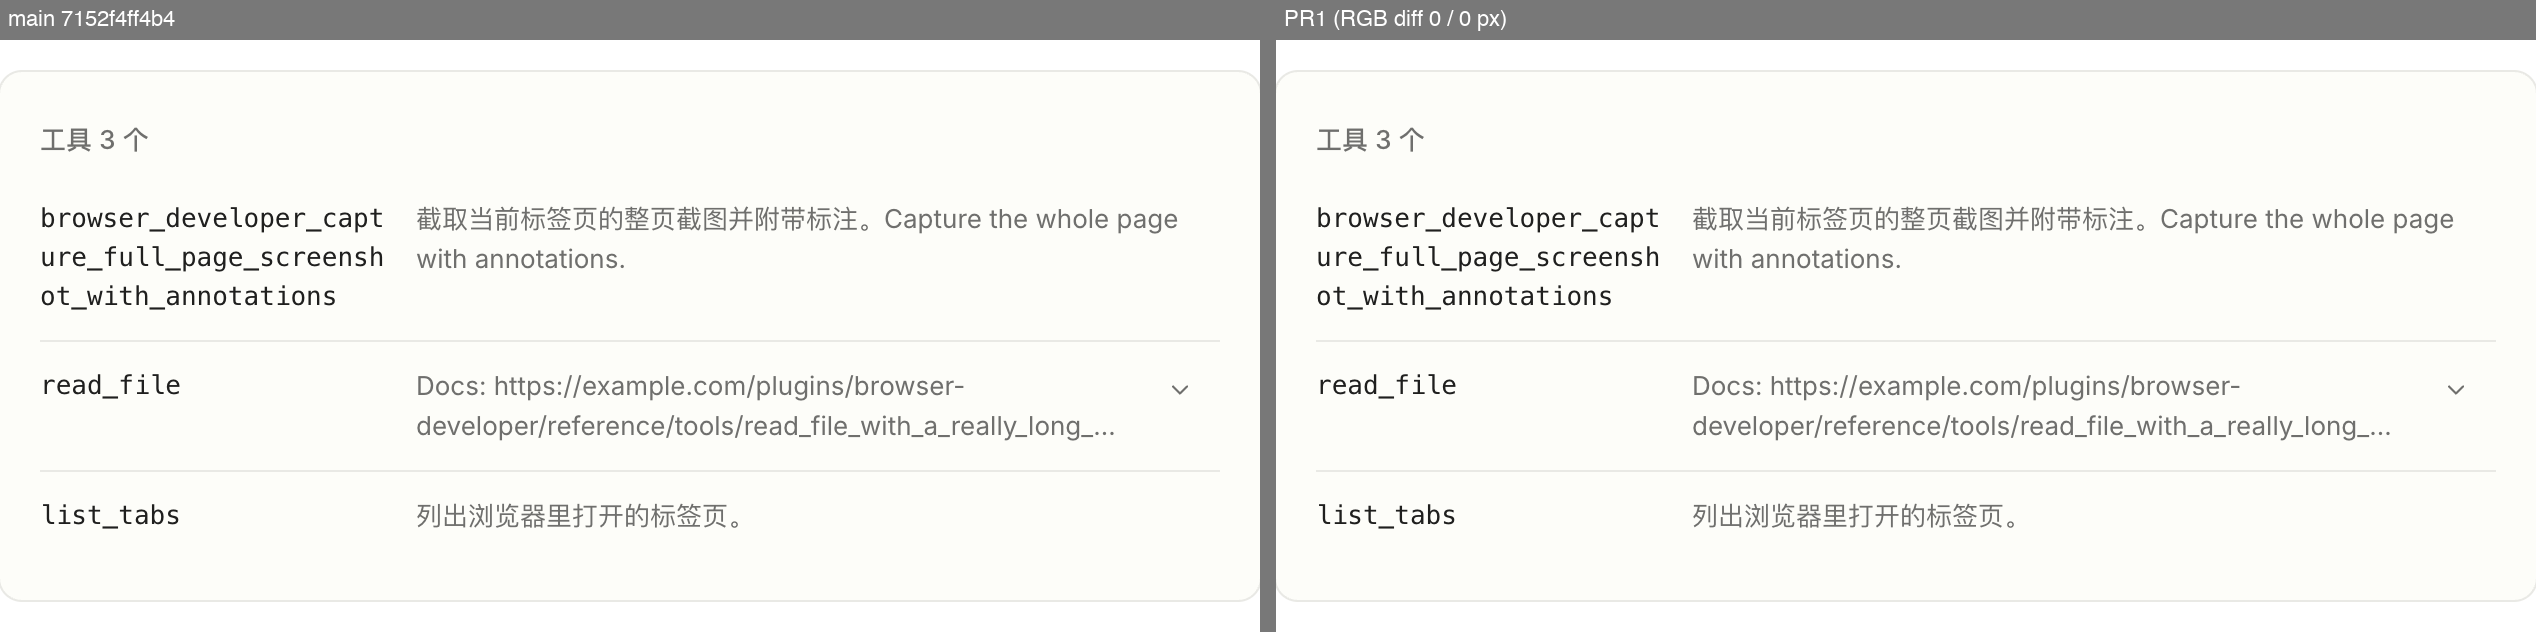 main 7152f4ff4b4
工具 3 个
browser_developer_capt
ure_full_page_screensh
ot_with_annotations
截取当前标签页的整页截图并附带标注。Capture the whole page
with annotations.
read_file
Docs: https://example.com/plugins/browser-
developer/reference/tools/read_file_with_a_really_long_...
list_tabs
列出浏览器里打开的标签页。
PR1 (RGB diff 0 / 0 px)
工具 3 个
browser_developer_capt
ure_full_page_screensh
ot_with_annotations
截取当前标签页的整页截图并附带标注。Capture the whole page
with annotations.
read_file
Docs: https://example.com/plugins/browser-
developer/reference/tools/read_file_with_a_really_long_...
list_tabs
列出浏览器里打开的标签页。